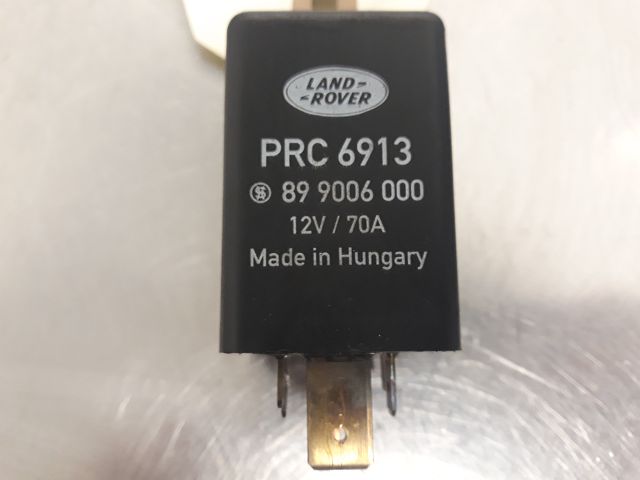 LAND-
-ROVER
PRC 6913
89 9006 000
12V / 70A
Made in Hungary